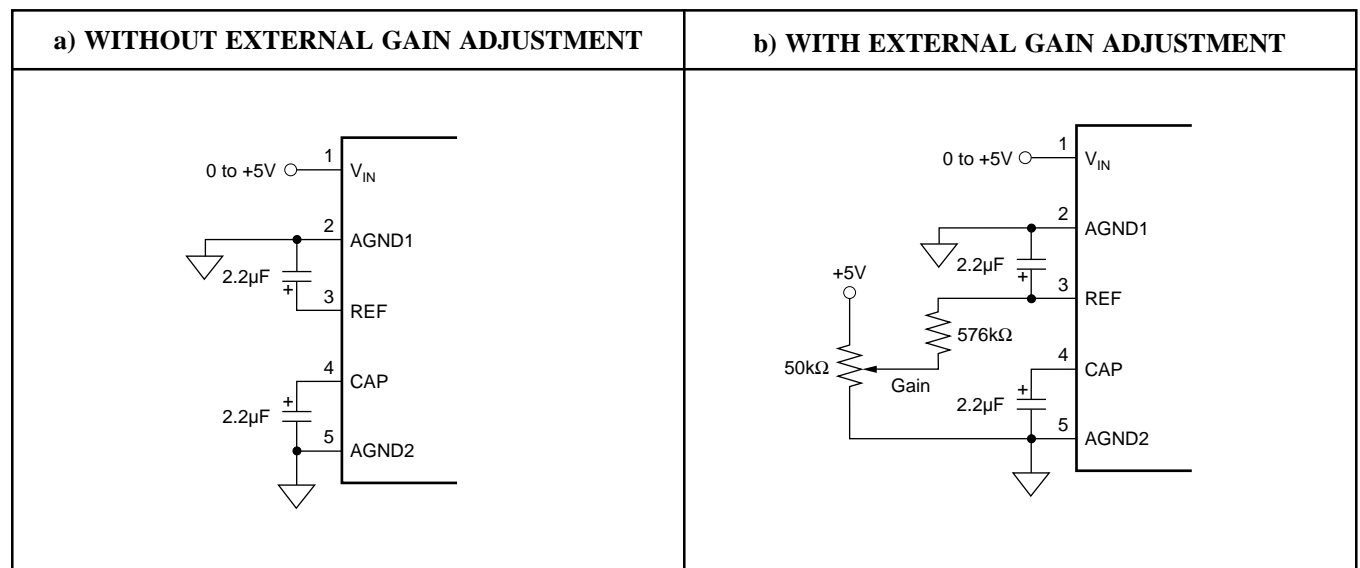 a) WITHOUT EXTERNAL GAIN ADJUSTMENT
1
0 to +5V
VIN
2
AGND1
2.2µF
+
3
REF
4
CAP
+
2.2µF
5
AGND2
b) WITH EXTERNAL GAIN ADJUSTMENT
1
0 to +5V
VIN
2
AGND1
2.2µF
+
+5V
3
REF
576kΩ
4
CAP
50kΩ
Gain
+
2.2µF
5
AGND2